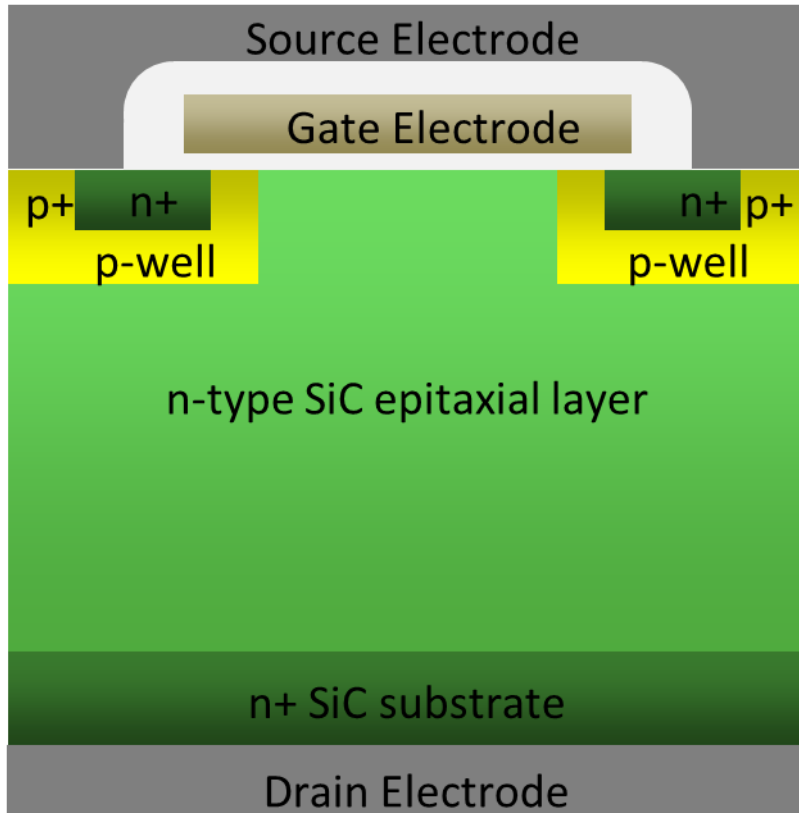 Source Electrode
Gate Electrode
p+ n+ n+ p+
p-well p-well
n-type SiC epitaxial layer
n+ SiC substrate
Drain Electrode